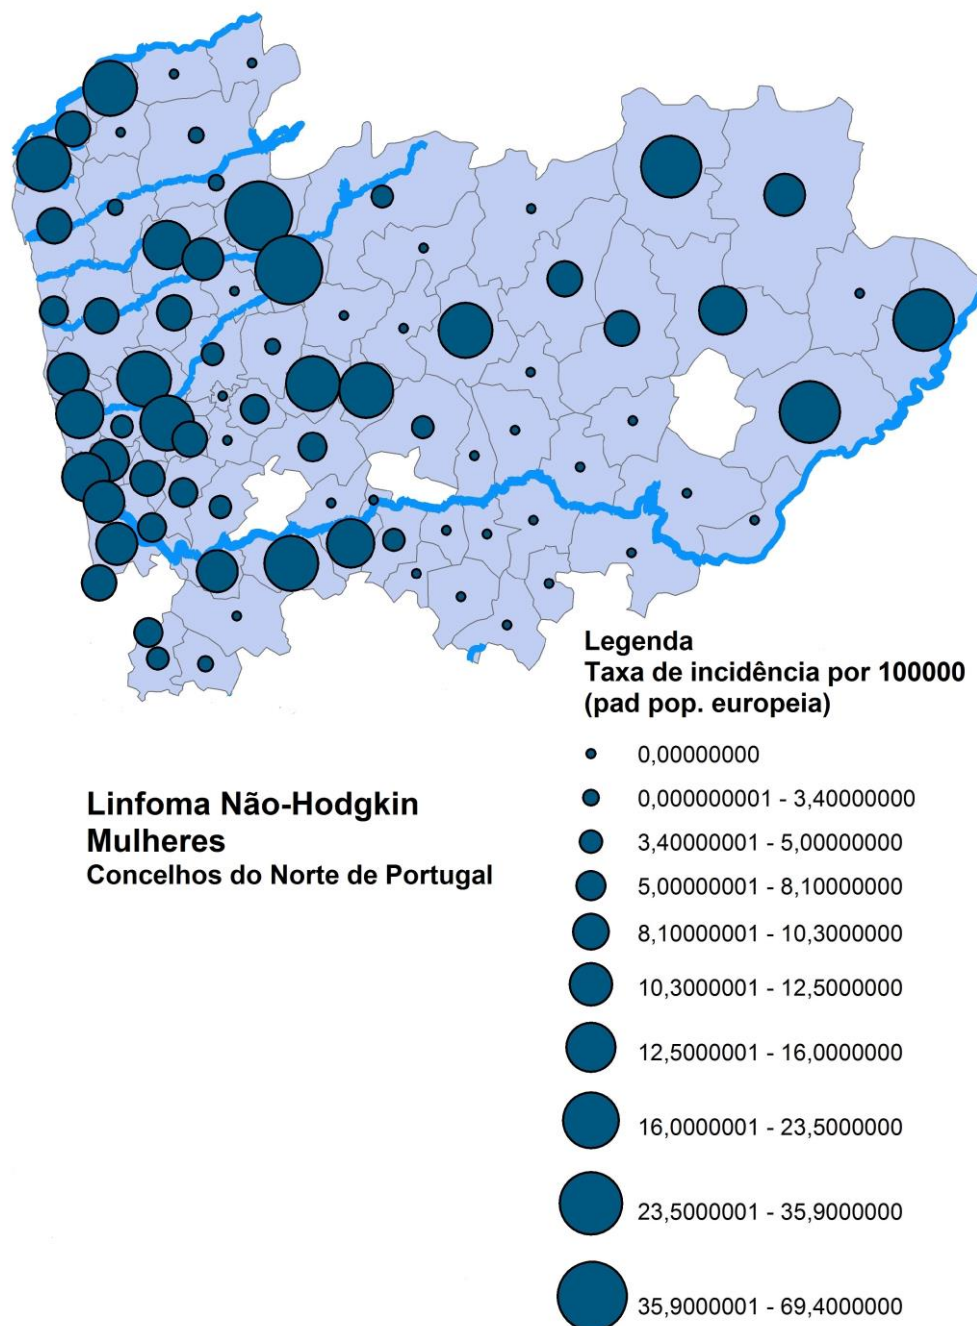 Legenda
Taxa de incidência por 100000
(pad pop. europeia)
0,00000000
0,000000001 - 3,40000000
Linfoma Não-Hodgkin
Mulheres
Concelhos do Norte de Portugal
3,40000001 - 5,00000000
5,00000001 - 8,10000000
8,10000001 - 10,3000000
10,3000001 - 12,5000000
12,5000001 - 16,0000000
16,0000001 - 23,5000000
23,5000001 - 35,9000000
35,9000001 - 69,4000000